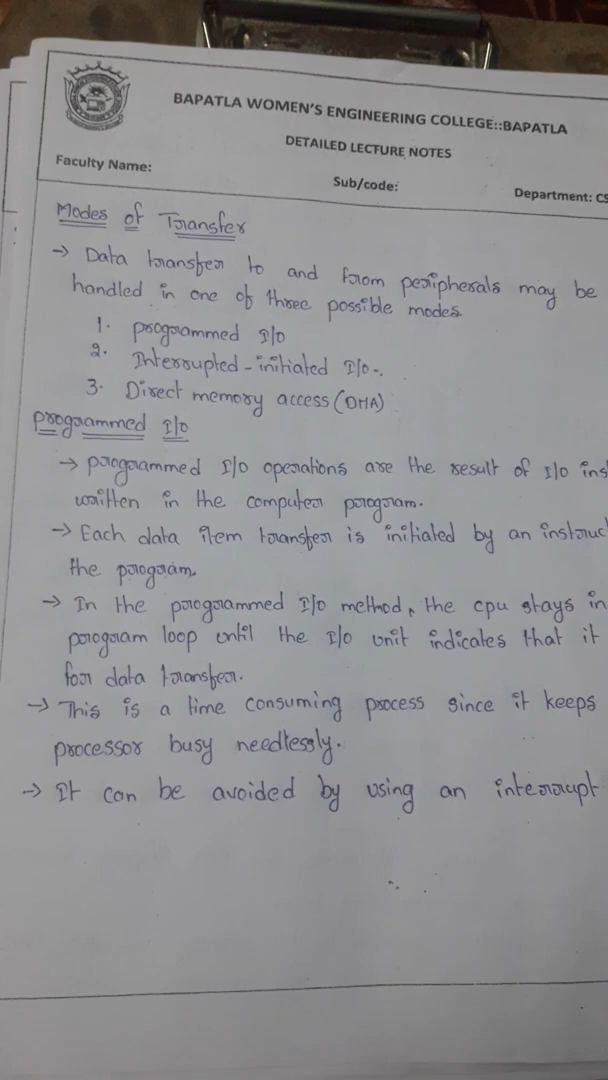 BAPATLA WOMEN'S ENGINEERING COLLEGE::BAPATLA
DETAILED LECTURE NOTES
Faculty Name:
Sub/code:
Department: CS
Modes of Transfer
→ Data transfer to and from peripherals may be
handled in one of three possible modes.
1. programmed I/O
2. Interrupted-initiated I/O-.
3. Direct memory access (DMA)
programmed I/O
→ programmed I/O operations are the result of I/O ins
written in the computer program.
→ Each data item transfer is initiated by an instruc
the program.
→ In the programmed I/O method, the cpu stays in
program loop until the I/O unit indicates that it
for data transfer.
→ This is a time consuming process since it keeps
processor busy needlessly.
→ It can be avoided by using an interrupt